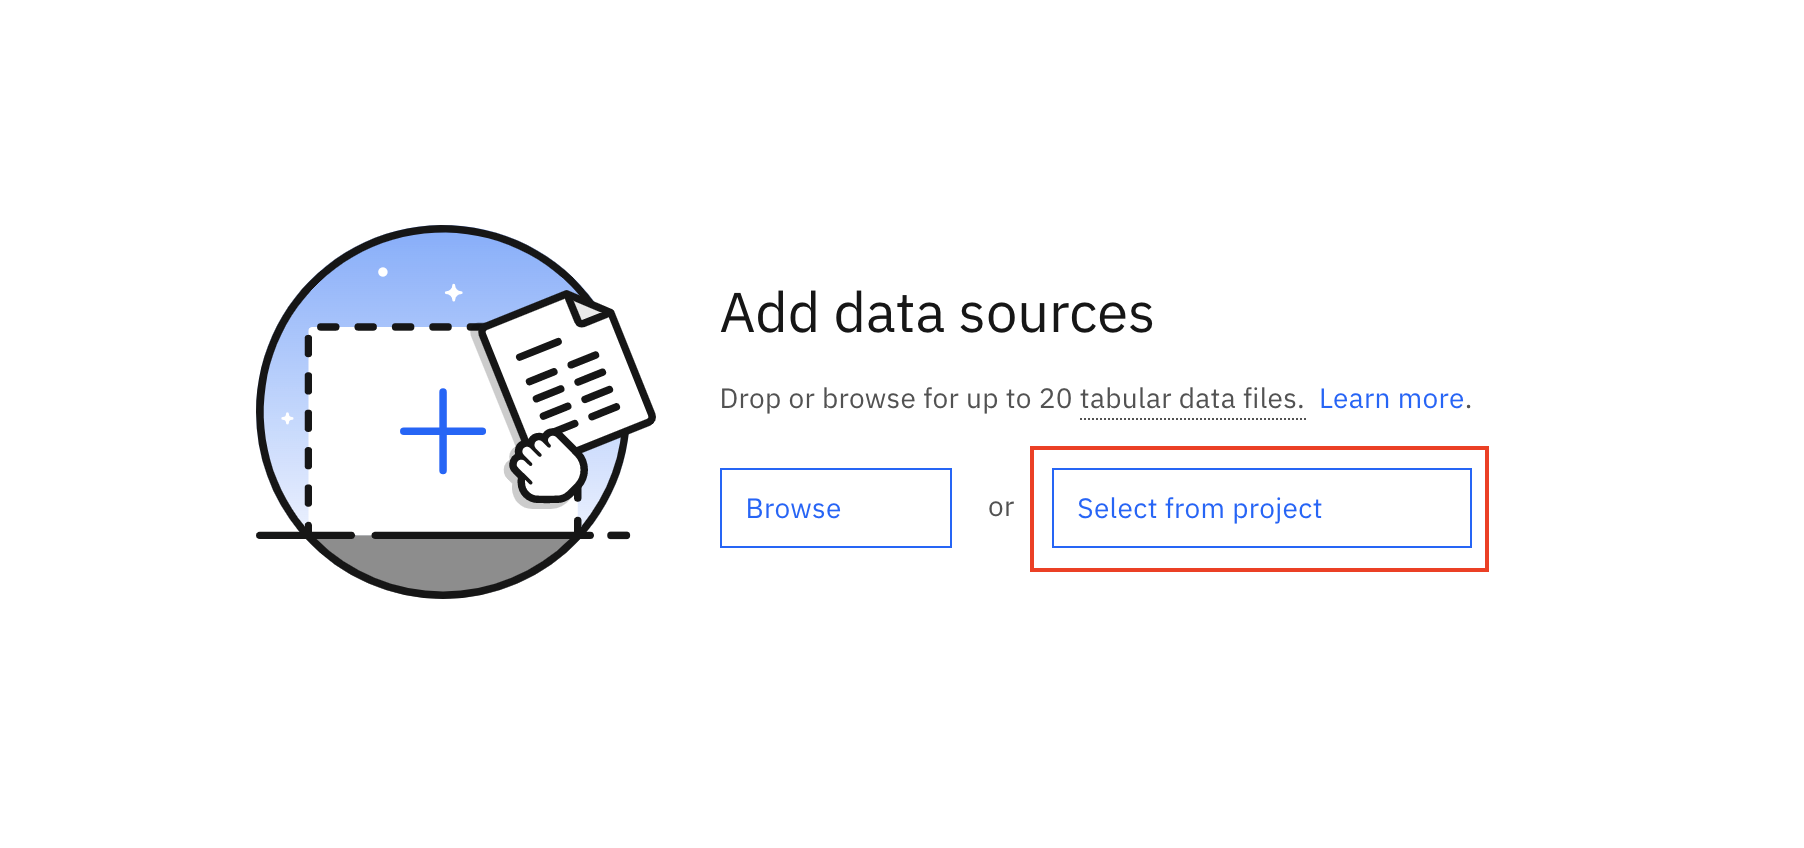 Add data sources
Drop or browse for up to 20 tabular data files. Learn more.
Browse or Select from project